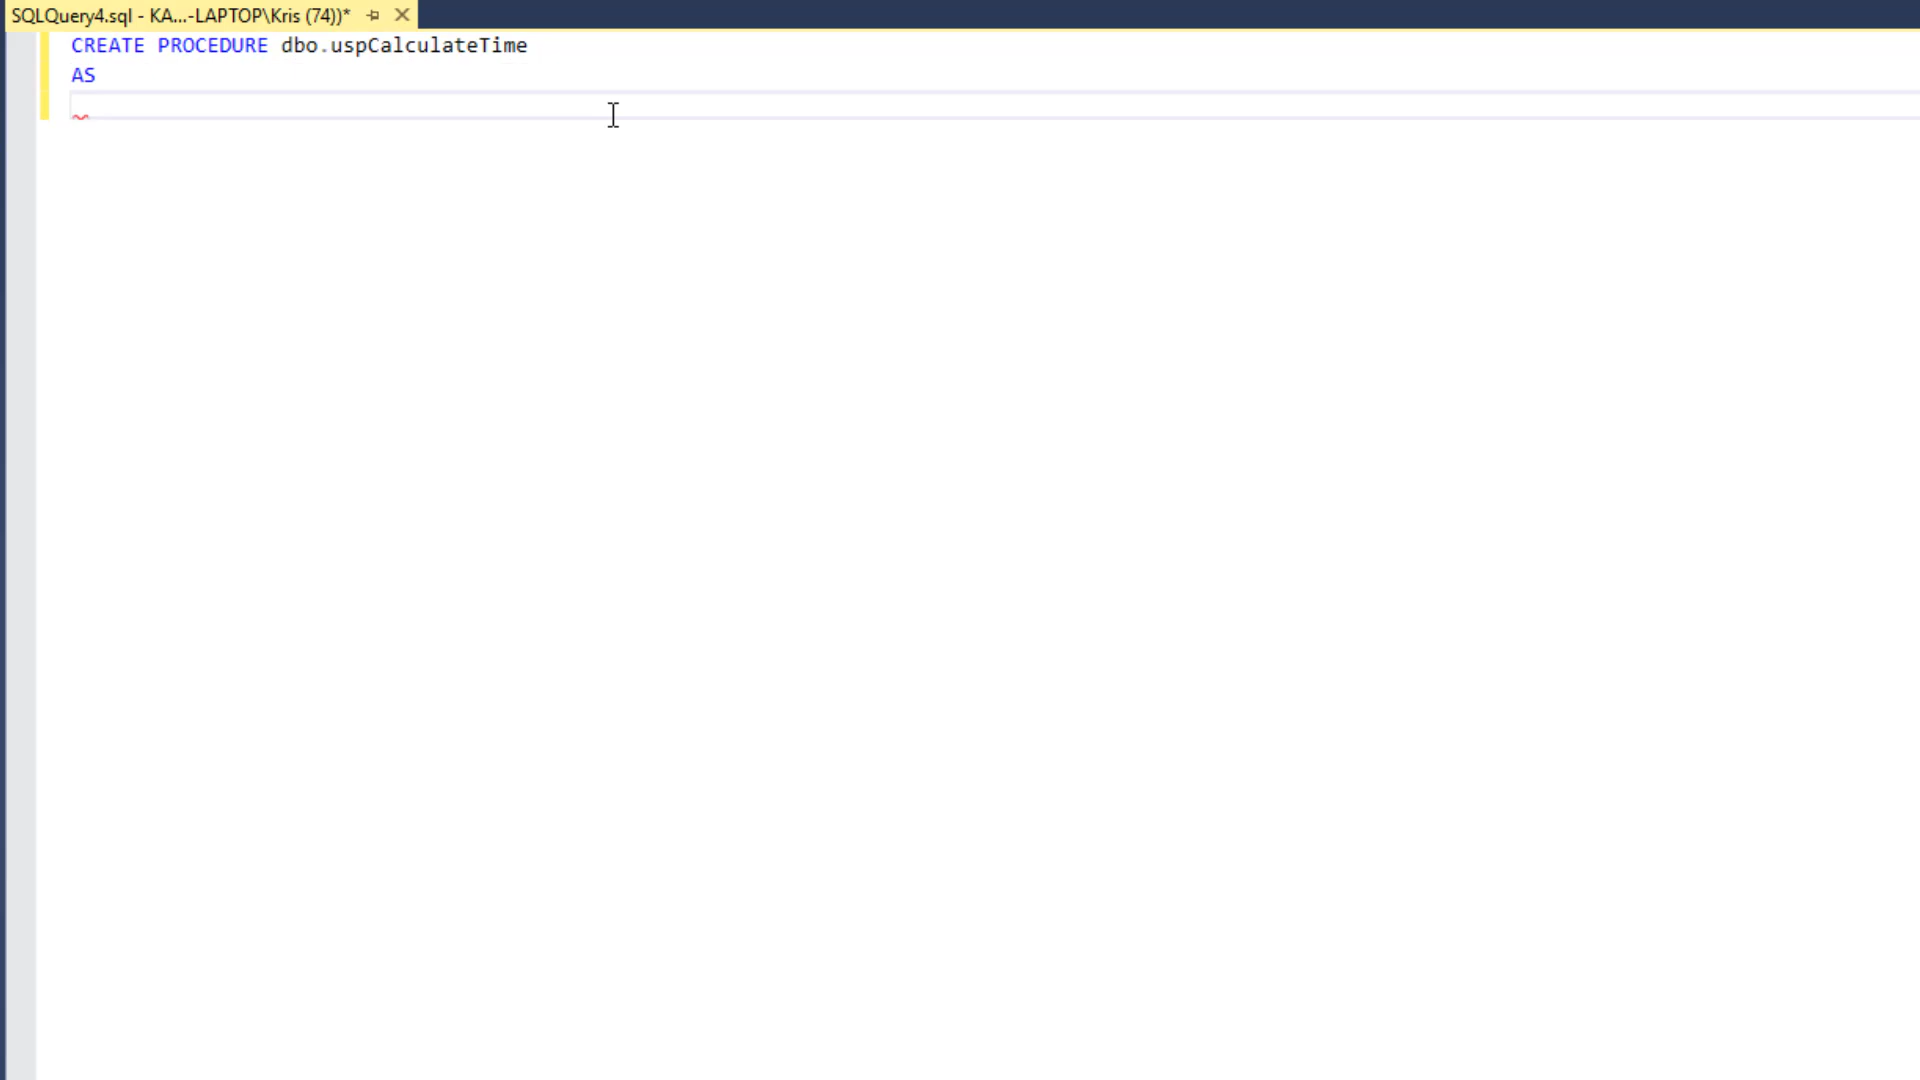 SQLQuery4.sql - KA...-LAPTOP\Kris (74))*
CREATE PROCEDURE dbo.uspCalculateTime
AS